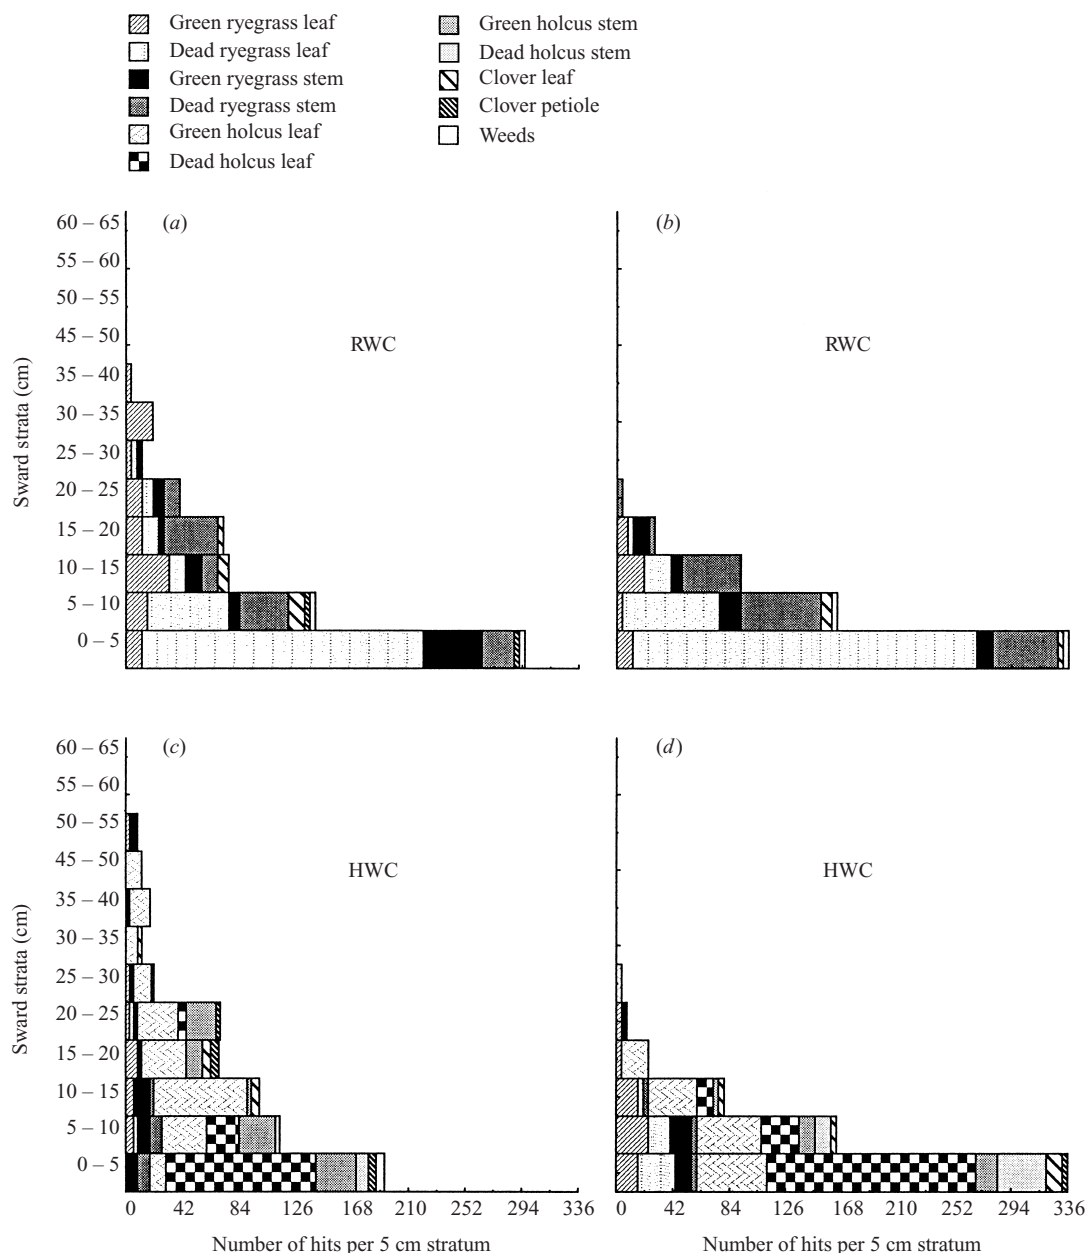 Green ryegrass leaf
Dead ryegrass leaf
Green ryegrass stem
Dead ryegrass stem
Green holcus leaf
Dead holcus leaf
Green holcus stem
Dead holcus stem
Clover leaf
Clover petiole
Weeds
Sward strata (cm)
60 – 65
55 – 60
50 – 55
45 – 50
35 – 40
30 – 35
25 – 30
20 – 25
15 – 20
10 – 15
5 – 10
0 – 5
(a)
RWC
(b)
RWC
Sward strata (cm)
60 – 65
55 – 60
50 – 55
45 – 50
35 – 40
30 – 35
25 – 30
20 – 25
15 – 20
10 – 15
5 – 10
0 – 5
(c)
HWC
(d)
HWC
0 42 84 126 168 210 252 294 336
0 42 84 126 168 210 252 294 336
Number of hits per 5 cm stratum
Number of hits per 5 cm stratum